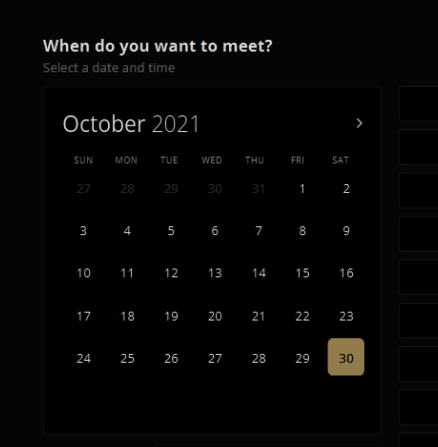 When do you want to meet?
Select a date and time
October 2021
SUN MON TUE WED THU FRI SAT
27 28 29 30 31 1 2
3 4 5 6 7 8 9
10 11 12 13 14 15 16
17 18 19 20 21 22 23
24 25 26 27 28 29 30